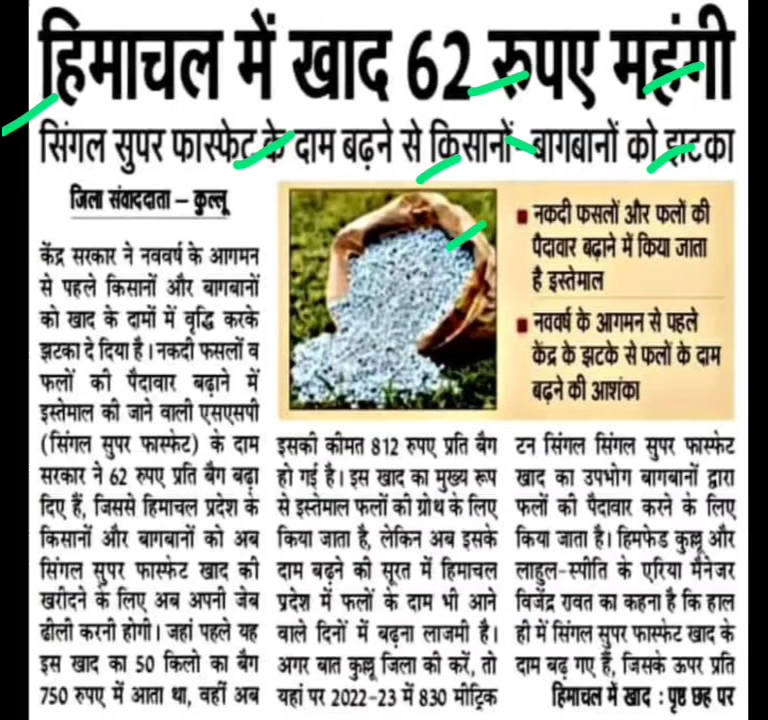 हिमाचल में खाद 62 रुपए महंगी
सिंगल सुपर फास्फेट के दाम बढ़ने से किसानों-बागबानों को झटका
जिला संवाददाता – कुल्लू
केंद्र सरकार ने नववर्ष के आगमन
से पहले किसानों और बागबानों
को खाद के दामों में वृद्धि करके
झटका दे दिया है। नकदी फसलों व
फलों की पैदावार बढ़ाने में
इस्तेमाल की जाने वाली एसएसपी
(सिंगल सुपर फास्फेट) के दाम
सरकार ने 62 रुपए प्रति बैग बढ़ा
दिए हैं, जिससे हिमाचल प्रदेश के
किसानों और बागबानों को अब
सिंगल सुपर फास्फेट खाद की
खरीदने के लिए अब अपनी जेब
ढीली करनी होगी। जहां पहले यह
इस खाद का 50 किलो का बैग
750 रुपए में आता था, वहीं अब
नकदी फसलों और फलों की
पैदावार बढ़ाने में किया जाता
है इस्तेमाल
नववर्ष के आगमन से पहले
केंद्र के झटके से फलों के दाम
बढ़ने की आशंका
इसकी कीमत 812 रुपए प्रति बैग
हो गई है। इस खाद का मुख्य रूप
से इस्तेमाल फलों की ग्रोथ के लिए
किया जाता है, लेकिन अब इसके
दाम बढ़ने की सूरत में हिमाचल
प्रदेश में फलों के दाम भी आने
वाले दिनों में बढ़ना लाजमी है।
अगर बात कुल्लू जिला की करें, तो
यहां पर 2022-23 में 830 मीट्रिक
टन सिंगल सिंगल सुपर फास्फेट
खाद का उपभोग बागबानों द्वारा
फलों की पैदावार करने के लिए
किया जाता है। हिमफेड कुल्लू और
लाहुल-स्पीति के एरिया मैनेजर
विजेंद्र रावत का कहना है कि हाल
ही में सिंगल सुपर फास्फेट खाद के
दाम बढ़ गए हैं, जिसके ऊपर प्रति
हिमाचल में खाद : पृष्ठ छह पर